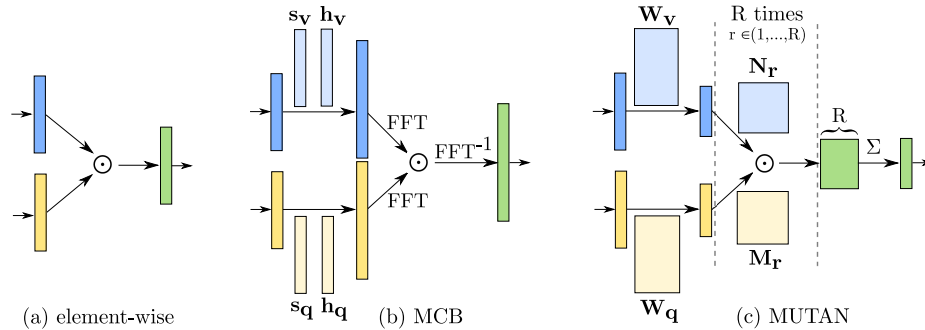 s_v h_v
FFT
FFT
FFT^-1
s_q h_q
W_v
R times
r ∈(1,...,R)
N_r
R
Σ
M_r
W_q
(a) element-wise
(b) MCB
(c) MUTAN